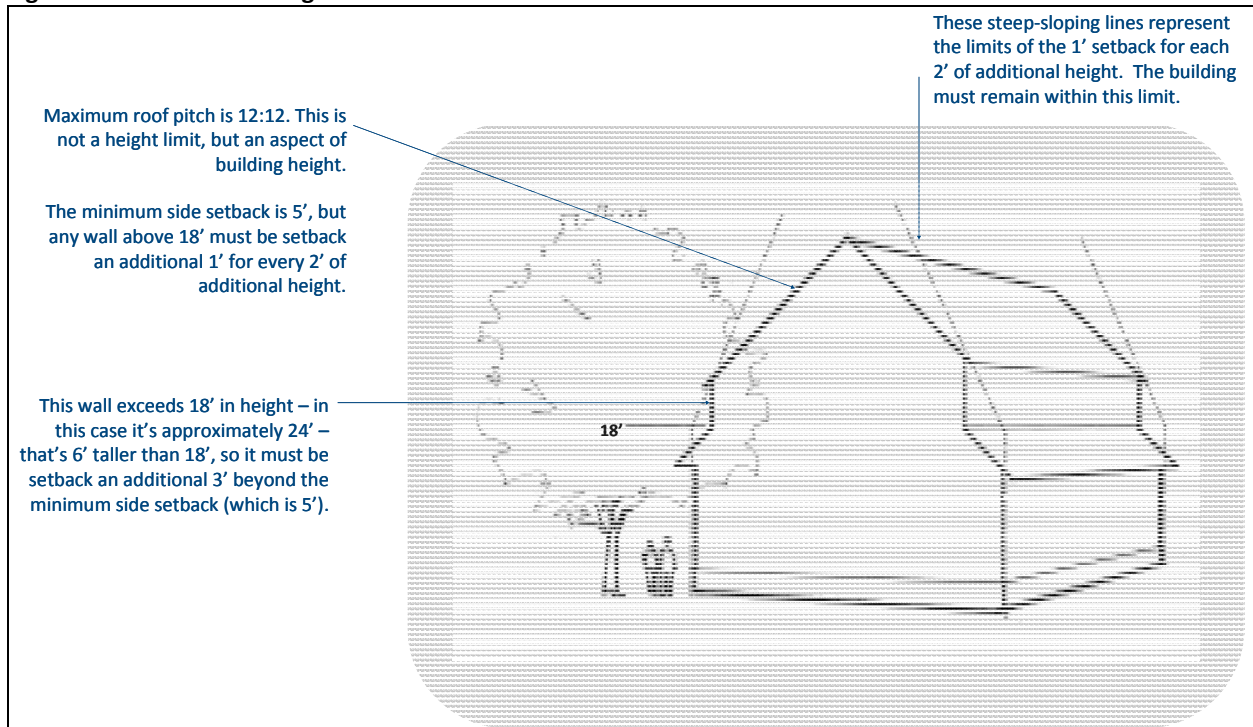 These steep-sloping lines represent
the limits of the 1’ setback for each
2’ of additional height.  The building
must remain within this limit.
Maximum roof pitch is 12:12. This is
not a height limit, but an aspect of
building height.
The minimum side setback is 5’, but
any wall above 18’ must be setback
an additional 1’ for every 2’ of
additional height.
This wall exceeds 18’ in height – in
this case it’s approximately 24’ –
that’s 6’ taller than 18’, so it must be
setback an additional 3’ beyond the
minimum side setback (which is 5’).
18’